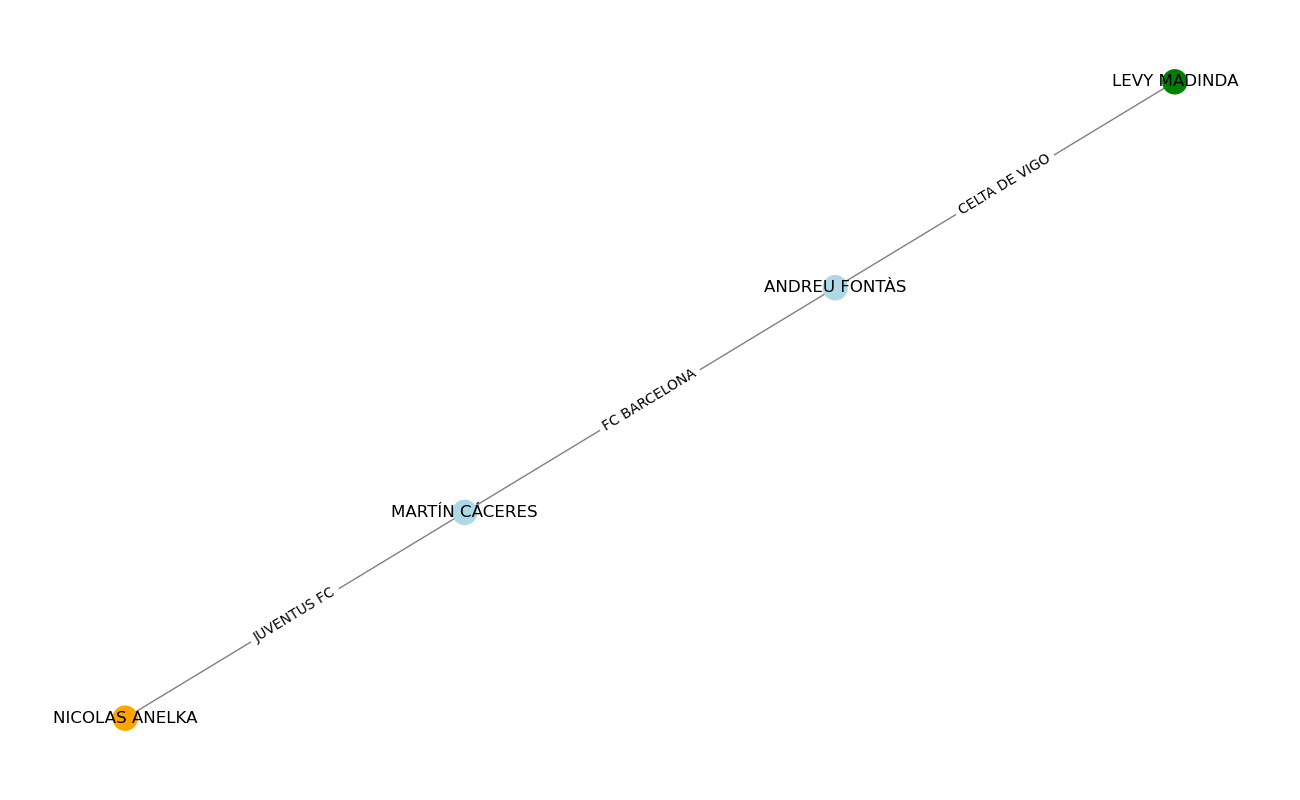 LEVY MADINDA
CELTA DE VIGO
ANDREU FONTÀS
FC BARCELONA
MARTÍN CÁCERES
JUVENTUS FC
NICOLAS ANELKA